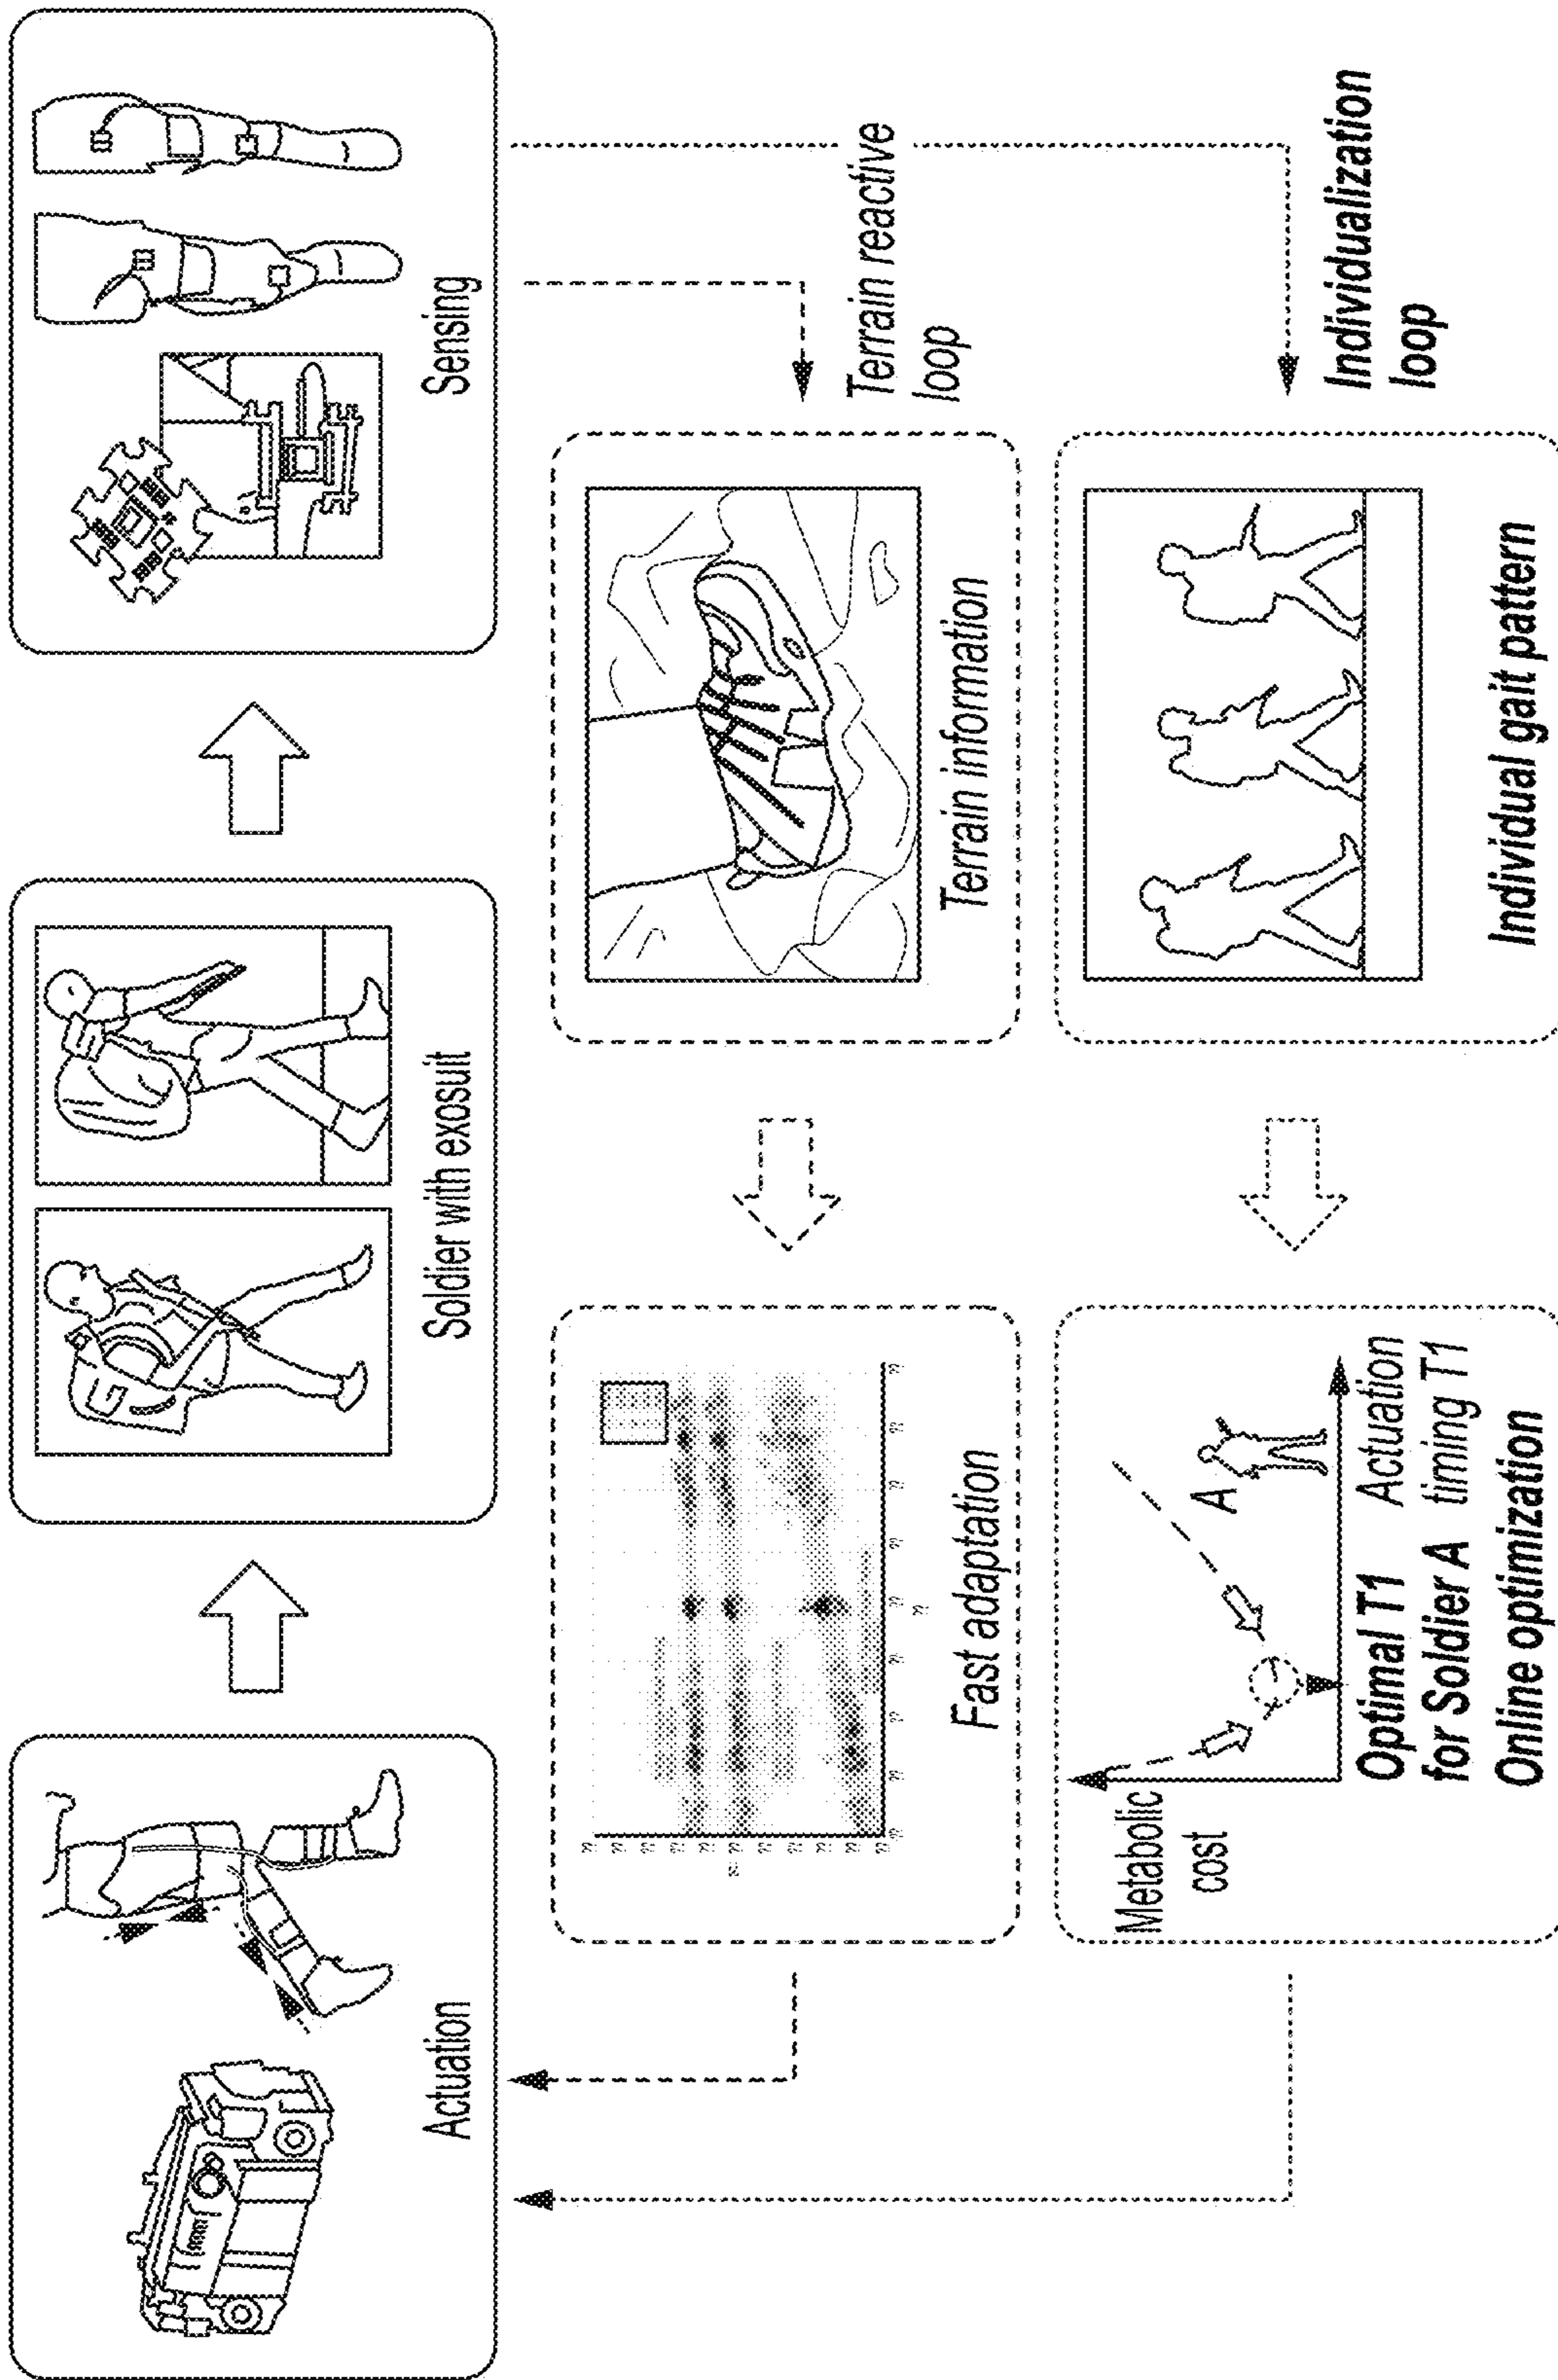 Actuation
Soldier with exosuit
Sensing
Terrain reactive
loop
Individualization
loop
Fast adaptation
Terrain information
Metabolic
cost
A
Optimal T1
for Soldier A
Actuation
timing T1
Online optimization
Individual gait pattern